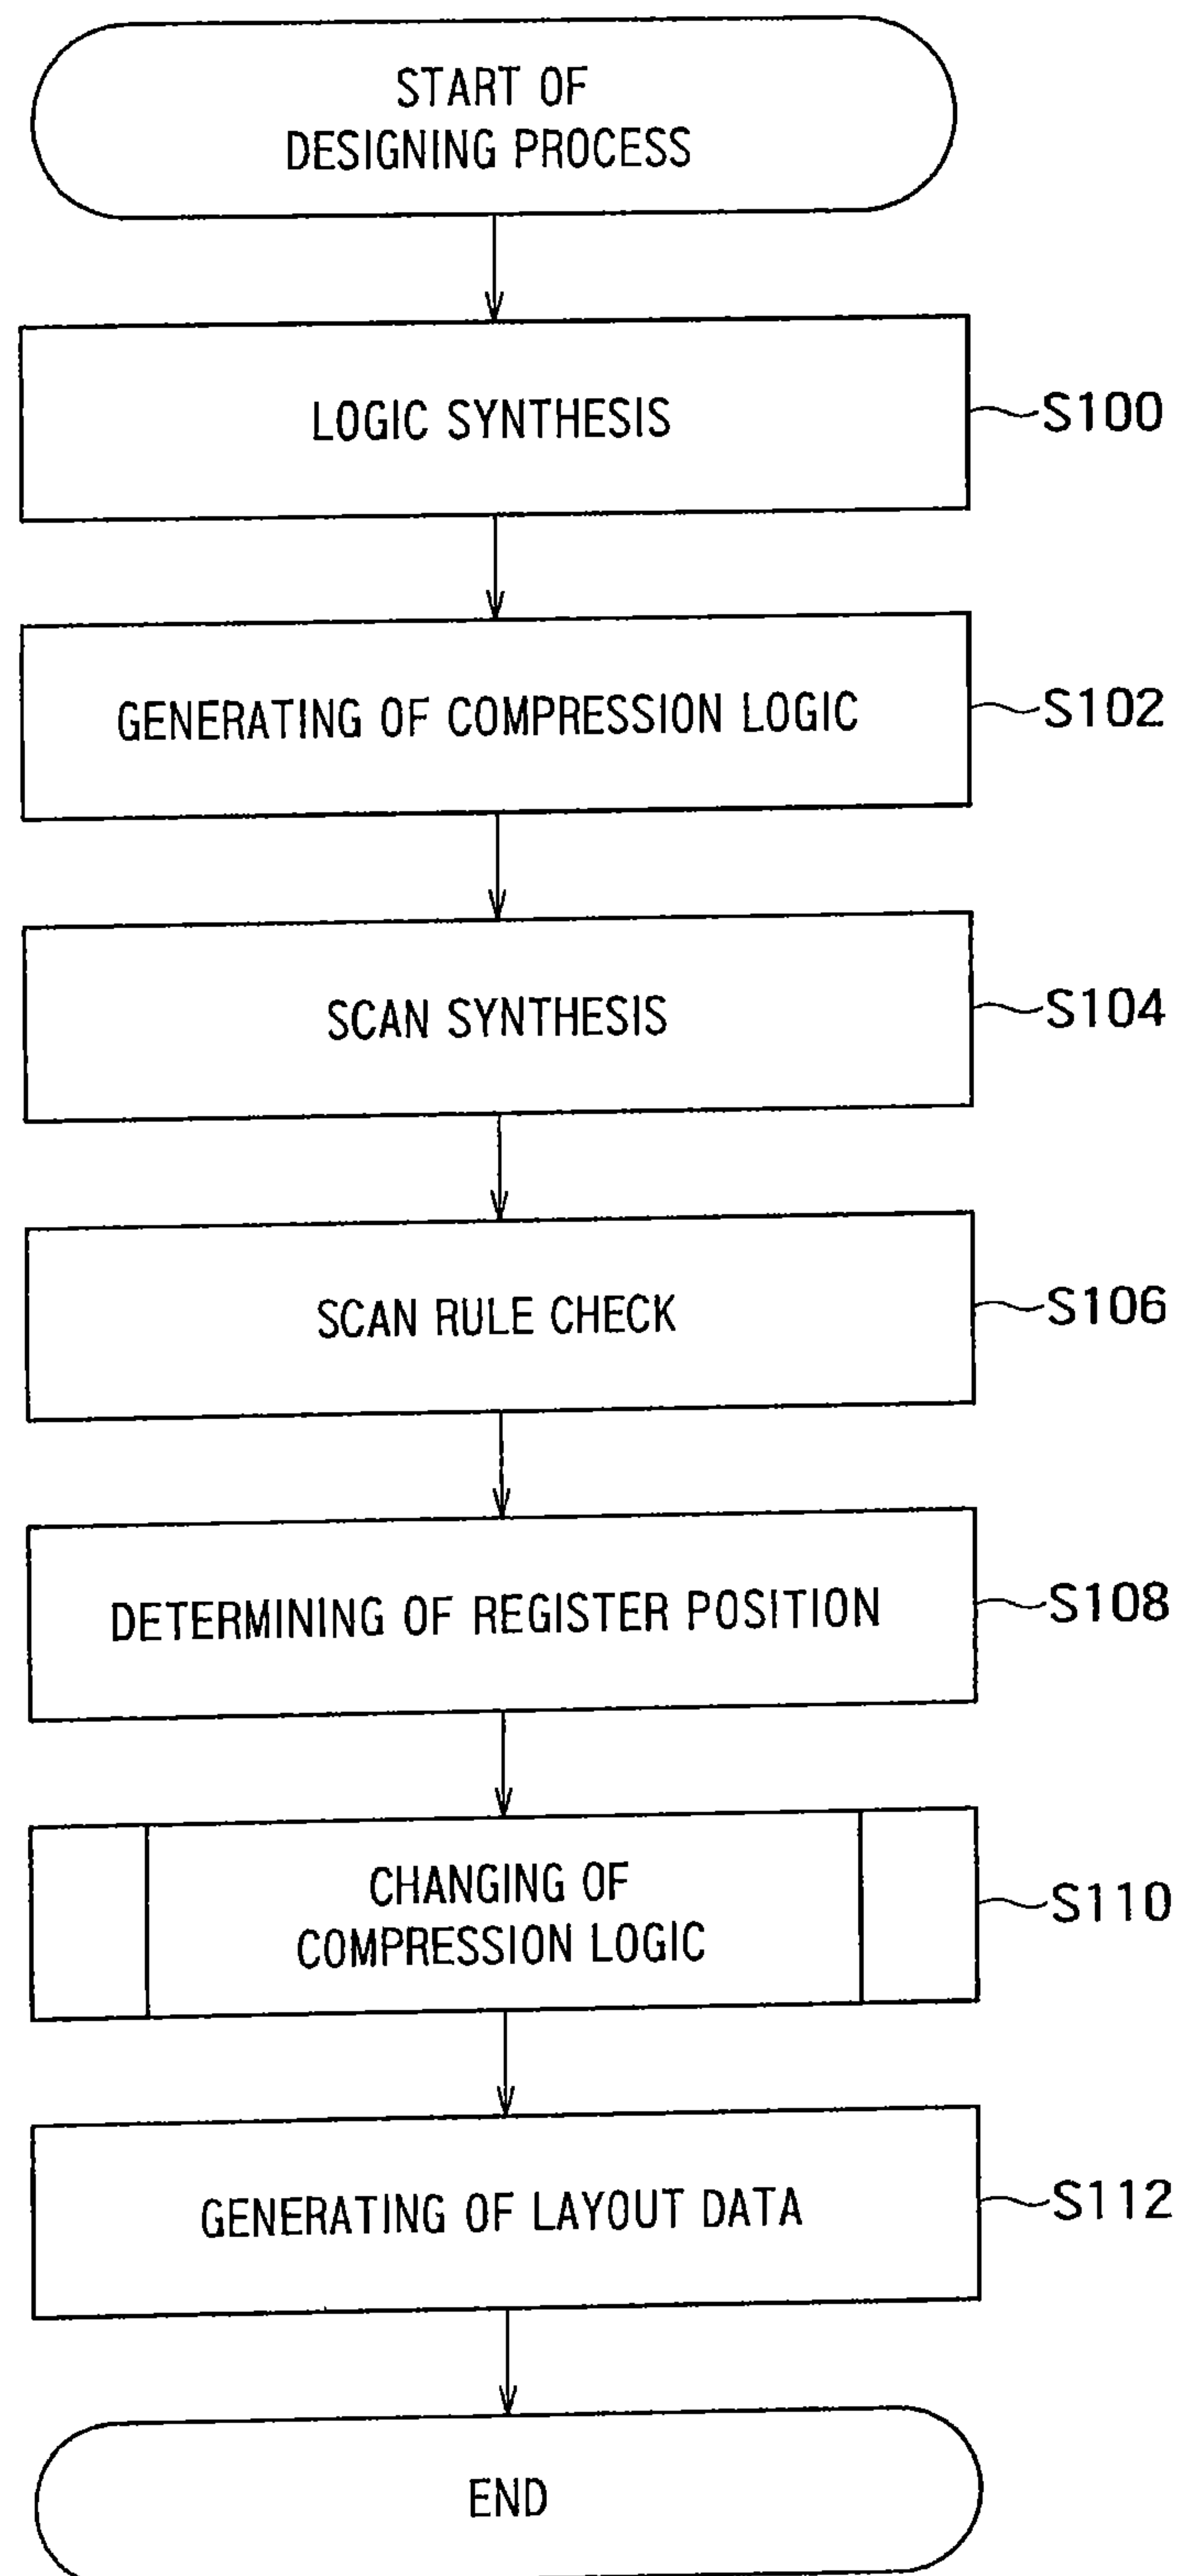 START OF
DESIGNING PROCESS
LOGIC SYNTHESIS
S100
GENERATING OF COMPRESSION LOGIC
S102
SCAN SYNTHESIS
S104
SCAN RULE CHECK
S106
DETERMINING OF REGISTER POSITION
S108
CHANGING OF
COMPRESSION LOGIC
S110
GENERATING OF LAYOUT DATA
S112
END